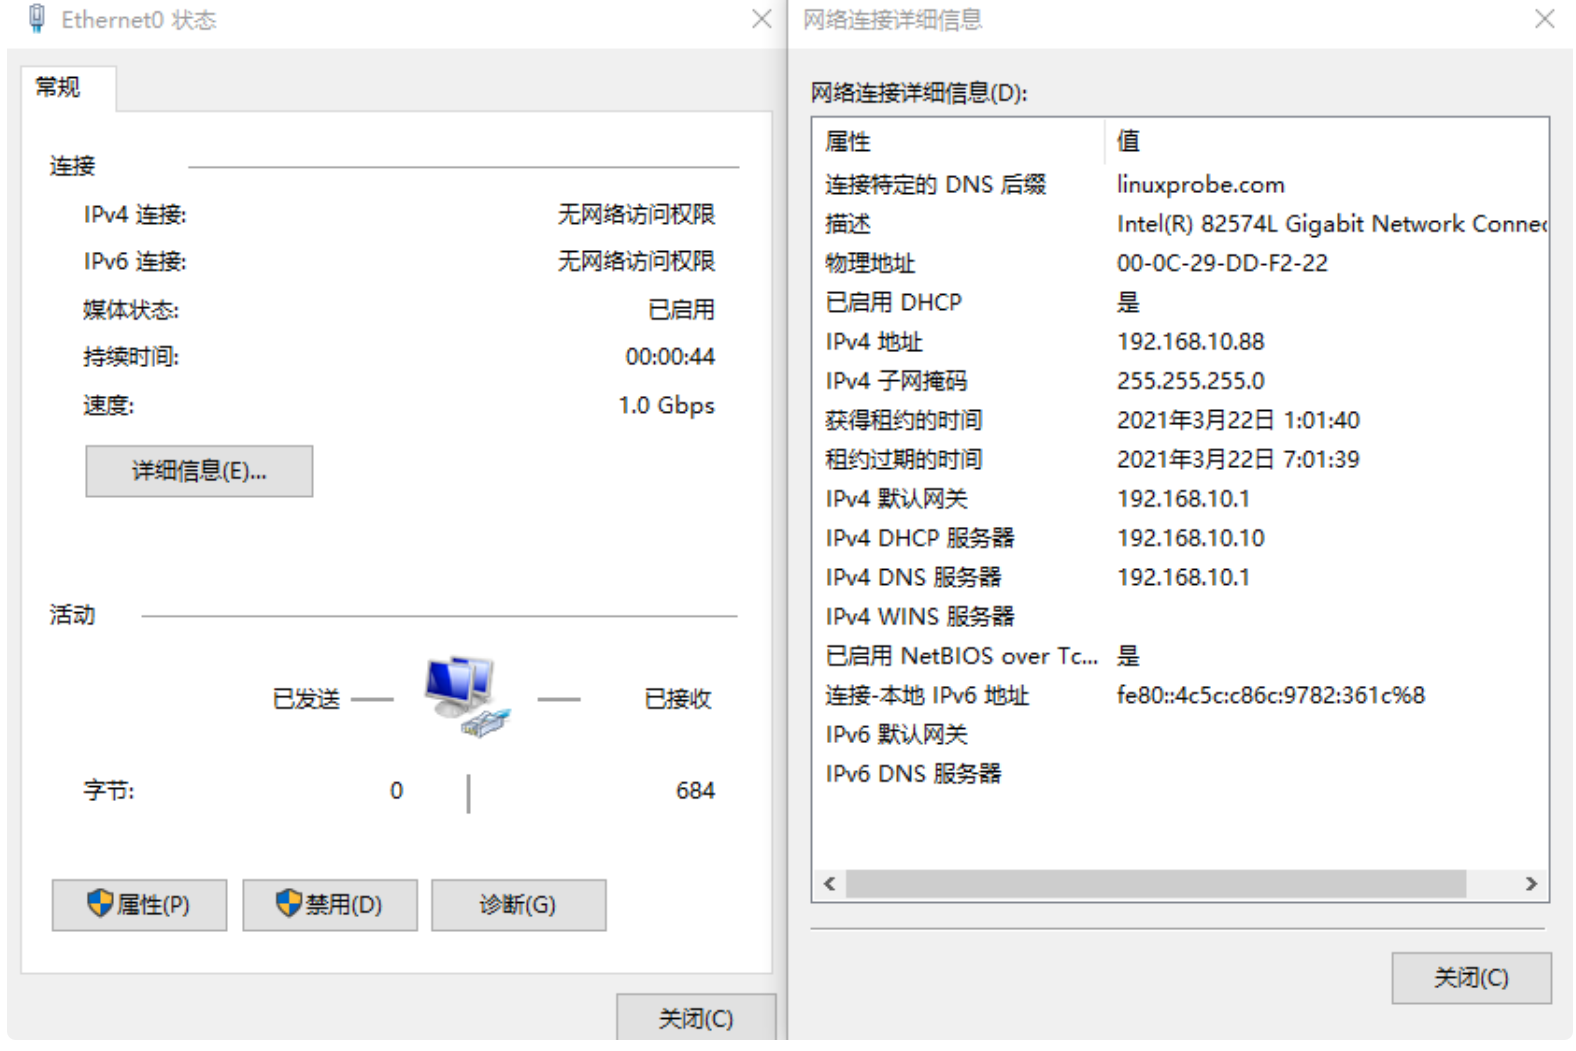 Ethernet0 状态
常规
连接
IPv4 连接: 无网络访问权限
IPv6 连接: 无网络访问权限
媒体状态: 已启用
持续时间: 00:00:44
速度: 1.0 Gbps
详细信息(E)...
活动
已发送 已接收
字节: 0 684
属性(P) 禁用(D) 诊断(G)
关闭(C)
网络连接详细信息
网络连接详细信息(D):
属性 值
连接特定的 DNS 后缀 linuxprobe.com
描述 Intel(R) 82574L Gigabit Network Connec
物理地址 00-0C-29-DD-F2-22
已启用 DHCP 是
IPv4 地址 192.168.10.88
IPv4 子网掩码 255.255.255.0
获得租约的时间 2021年3月22日 1:01:40
租约过期的时间 2021年3月22日 7:01:39
IPv4 默认网关 192.168.10.1
IPv4 DHCP 服务器 192.168.10.10
IPv4 DNS 服务器 192.168.10.1
IPv4 WINS 服务器
已启用 NetBIOS over Tc... 是
连接-本地 IPv6 地址 fe80::4c5c:c86c:9782:361c%8
IPv6 默认网关
IPv6 DNS 服务器
关闭(C)